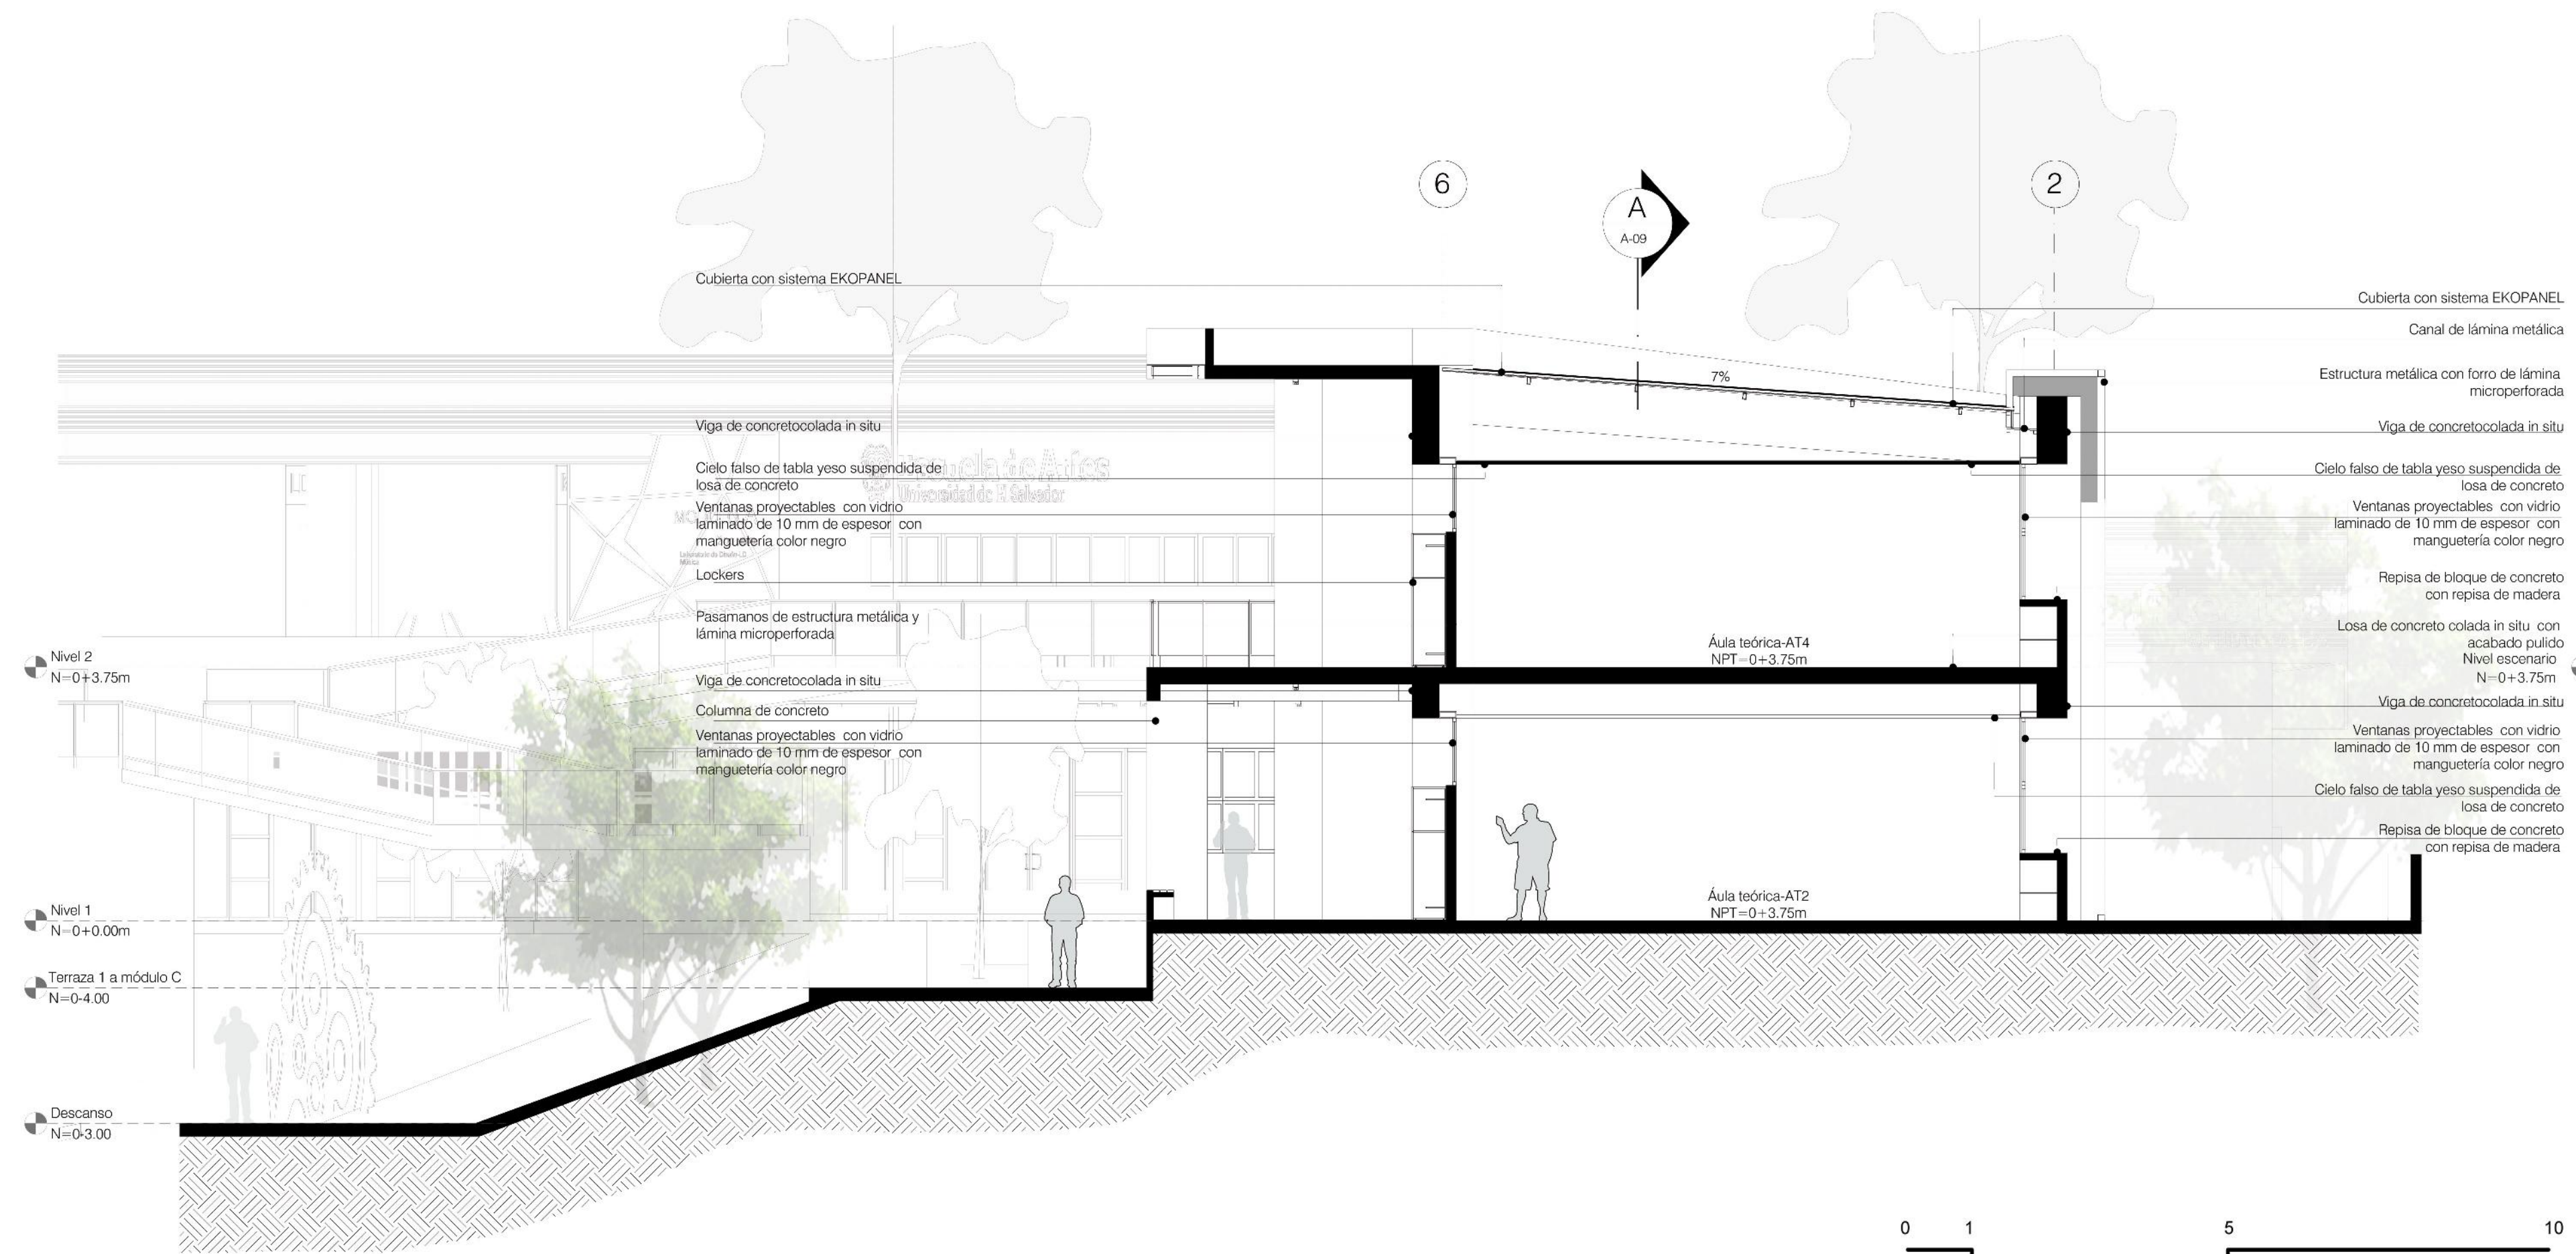 6
A
A-09
2
Cubierta con sistema EKOPANEL
Viga de concretocolada in situ
Cielo falso de tabla yeso suspendida de
losa de concreto
Ventanas proyectables con vidrio
laminado de 10 mm de espesor con
manguetería color negro
Lockers
Pasamanos de estructura metálica y
lámina microperforada
Viga de concretocolada in situ
Columna de concreto
Ventanas proyectables con vidrio
laminado de 10 mm de espesor con
manguetería color negro
Escuela de Artes
Universidad de El Salvador
7%
Áula teórica-AT4
NPT=0+3.75m
Áula teórica-AT2
NPT=0+3.75m
Cubierta con sistema EKOPANEL
Canal de lámina metálica
Estructura metálica con forro de lámina
microperforada
Viga de concretocolada in situ
Cielo falso de tabla yeso suspendida de
losa de concreto
Ventanas proyectables con vidrio
laminado de 10 mm de espesor con
manguetería color negro
Repisa de bloque de concreto
con repisa de madera
Losa de concreto colada in situ con
acabado pulido
Nivel escenario
N=0+3.75m
Viga de concretocolada in situ
Ventanas proyectables con vidrio
laminado de 10 mm de espesor con
manguetería color negro
Cielo falso de tabla yeso suspendida de
losa de concreto
Repisa de bloque de concreto
con repisa de madera
Nivel 2
N=0+3.75m
Nivel 1
N=0+0.00m
Terraza 1 a módulo C
N=0-4.00
Descanso
N=0-3.00
0 1 5 10